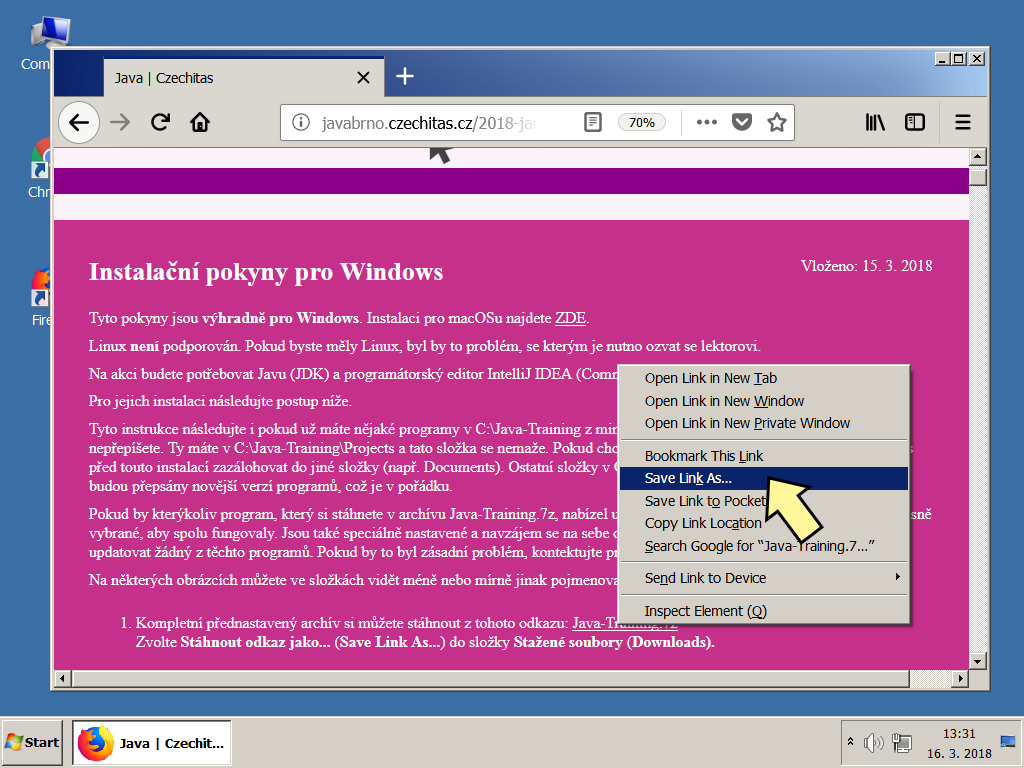 Com
Chr
Fire
Java | Czechitas
javabrno.czechitas.cz/2018-jar
70%
Instalační pokyny pro Windows
Vloženo: 15. 3. 2018
Tyto pokyny jsou výhradně pro Windows. Instalaci pro macOSu najdete ZDE.
Linux není podporován. Pokud byste měly Linux, byl by to problém, se kterým je nutno ozvat se lektorovi.
Na akci budete potřebovat Javu (JDK) a programátorský editor IntelliJ IDEA (Comm
Pro jejich instalaci následujte postup níže.
Tyto instrukce následujte i pokud už máte nějaké programy v C:\Java-Training z min
nepřepíšete. Ty máte v C:\Java-Training\Projects a tato složka se nemaže. Pokud cho s
před touto instalací zazálohovat do jiné složky (např. Documents). Ostatní složky v C
budou přepsány novější verzí programů, což je v pořádku.
Pokud by kterýkoliv program, který si stáhnete v archívu Java-Training.7z, nabízel u sně
vybrané, aby spolu fungovaly. Jsou také speciálně nastavené a navzájem se na sebe o
updatovat žádný z těchto programů. Pokud by to byl zásadní problém, kontektujte pr
Na některých obrázcích můžete ve složkách vidět méně nebo mírně jinak pojmenova
1. Kompletní přednastavený archív si můžete stáhnout z tohoto odkazu: Java-Training.7z
Zvolte Stáhnout odkaz jako... (Save Link As...) do složky Stažené soubory (Downloads).
Open Link in New Tab
Open Link in New Window
Open Link in New Private Window
Bookmark This Link
Save Link As...
Save Link to Pocket
Copy Link Location
Search Google for “Java-Training.7...”
Send Link to Device
Inspect Element (Q)
Start
Java | Czechit...
13:31
16. 3. 2018